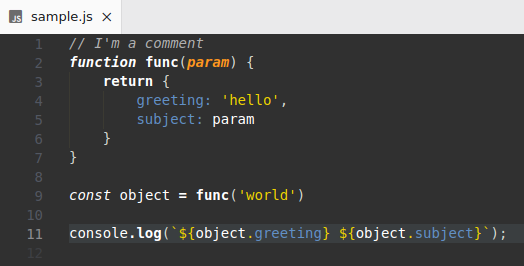 JS sample.js ×
1 // I'm a comment
2 function func(param) {
3     return {
4         greeting: 'hello',
5         subject: param
6     }
7 }
8
9 const object = func('world')
10
11 console.log(`${object.greeting} ${object.subject}`);
12